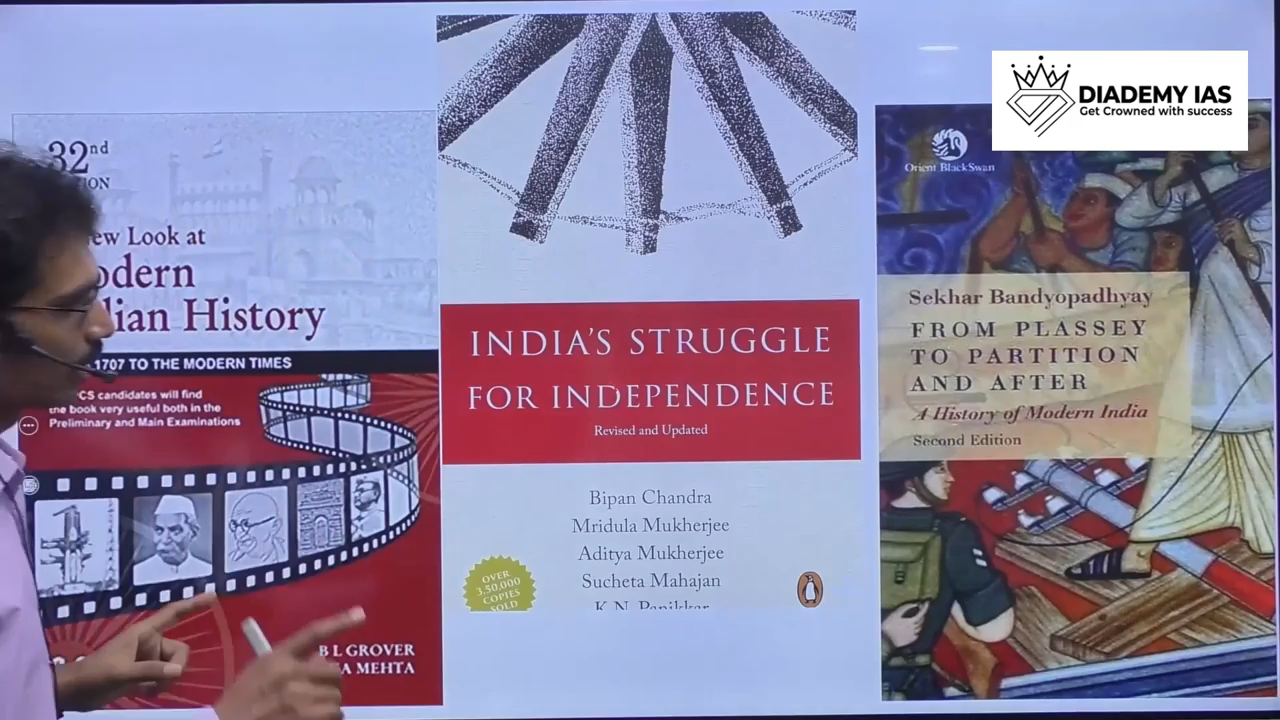 32nd
ew Look at
odern
ian History
1707 TO THE MODERN TIMES
CS candidates will find
the book very useful both in the
Preliminary and Main Examinations
B L GROVER
A MEHTA
INDIA'S STRUGGLE
FOR INDEPENDENCE
Revised and Updated
Bipan Chandra
Mridula Mukherjee
Aditya Mukherjee
Sucheta Mahajan
K.N. Panikkar
OVER
3,50,000
COPIES
SOLD
DIADEMY IAS
Get Crowned with success
Orient BlackSwan
Sekhar Bandyopadhyay
FROM PLASSEY
TO PARTITION
AND AFTER
A History of Modern India
Second Edition